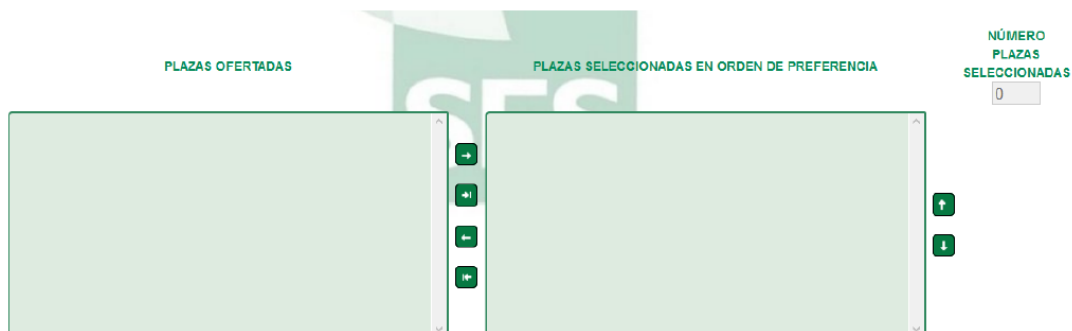 NÚMERO
PLAZAS
SELECCIONADAS
PLAZAS OFERTADAS
PLAZAS SELECCIONADAS EN ORDEN DE PREFERENCIA
0
SES